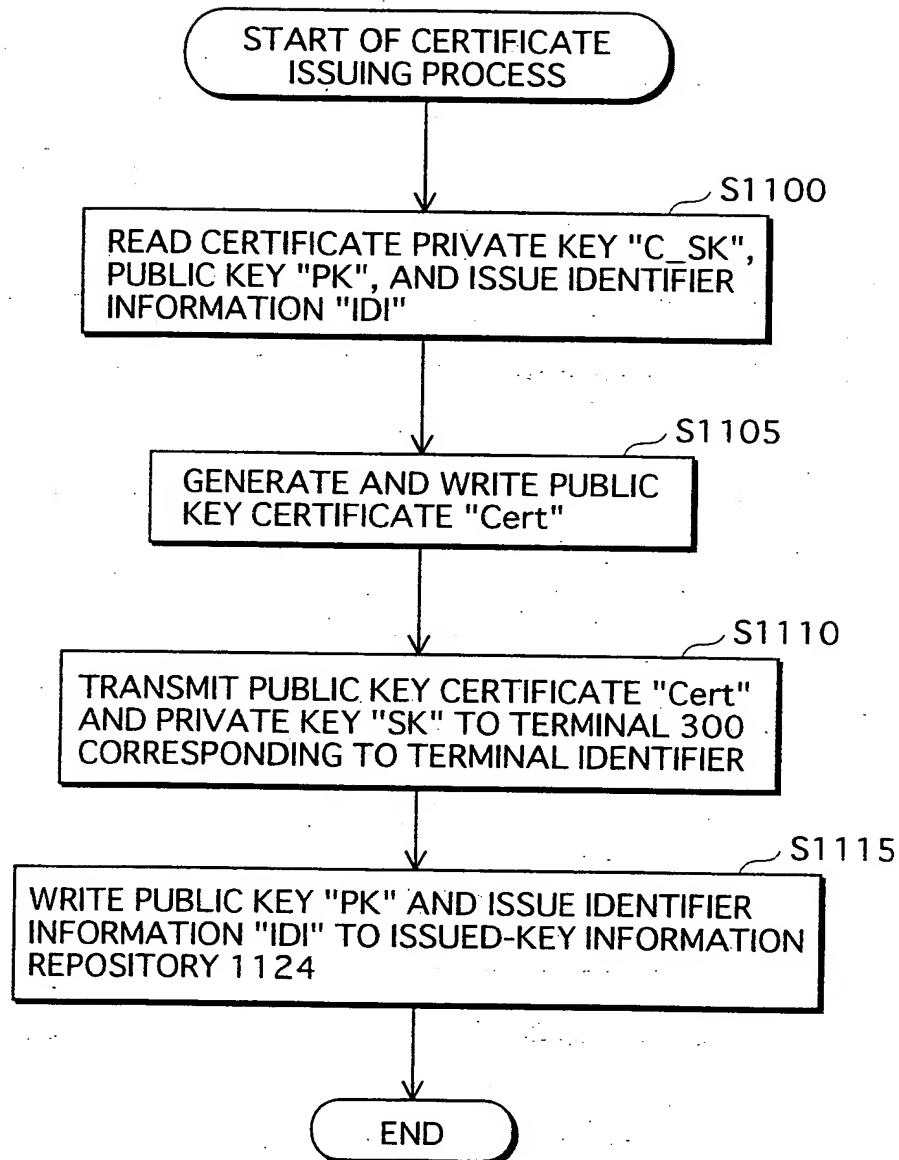 START OF CERTIFICATE
ISSUING PROCESS
S1100
READ CERTIFICATE PRIVATE KEY "C_SK",
PUBLIC KEY "PK", AND ISSUE IDENTIFIER
INFORMATION "IDI"
S1105
GENERATE AND WRITE PUBLIC
KEY CERTIFICATE "Cert"
S1110
TRANSMIT PUBLIC KEY CERTIFICATE "Cert"
AND PRIVATE KEY "SK" TO TERMINAL 300
CORRESPONDING TO TERMINAL IDENTIFIER
S1115
WRITE PUBLIC KEY "PK" AND ISSUE IDENTIFIER
INFORMATION "IDI" TO ISSUED-KEY INFORMATION
REPOSITORY 1124
END